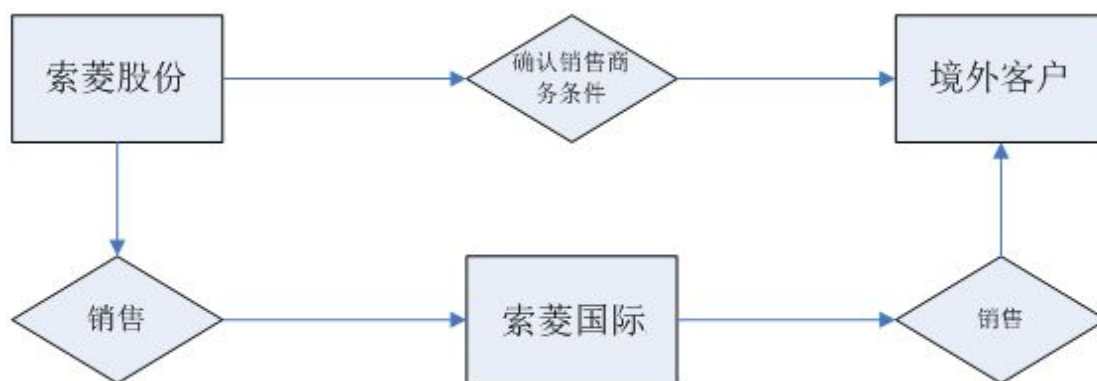 索菱股份
确认销售商
务条件
境外客户
销售
索菱国际
销售